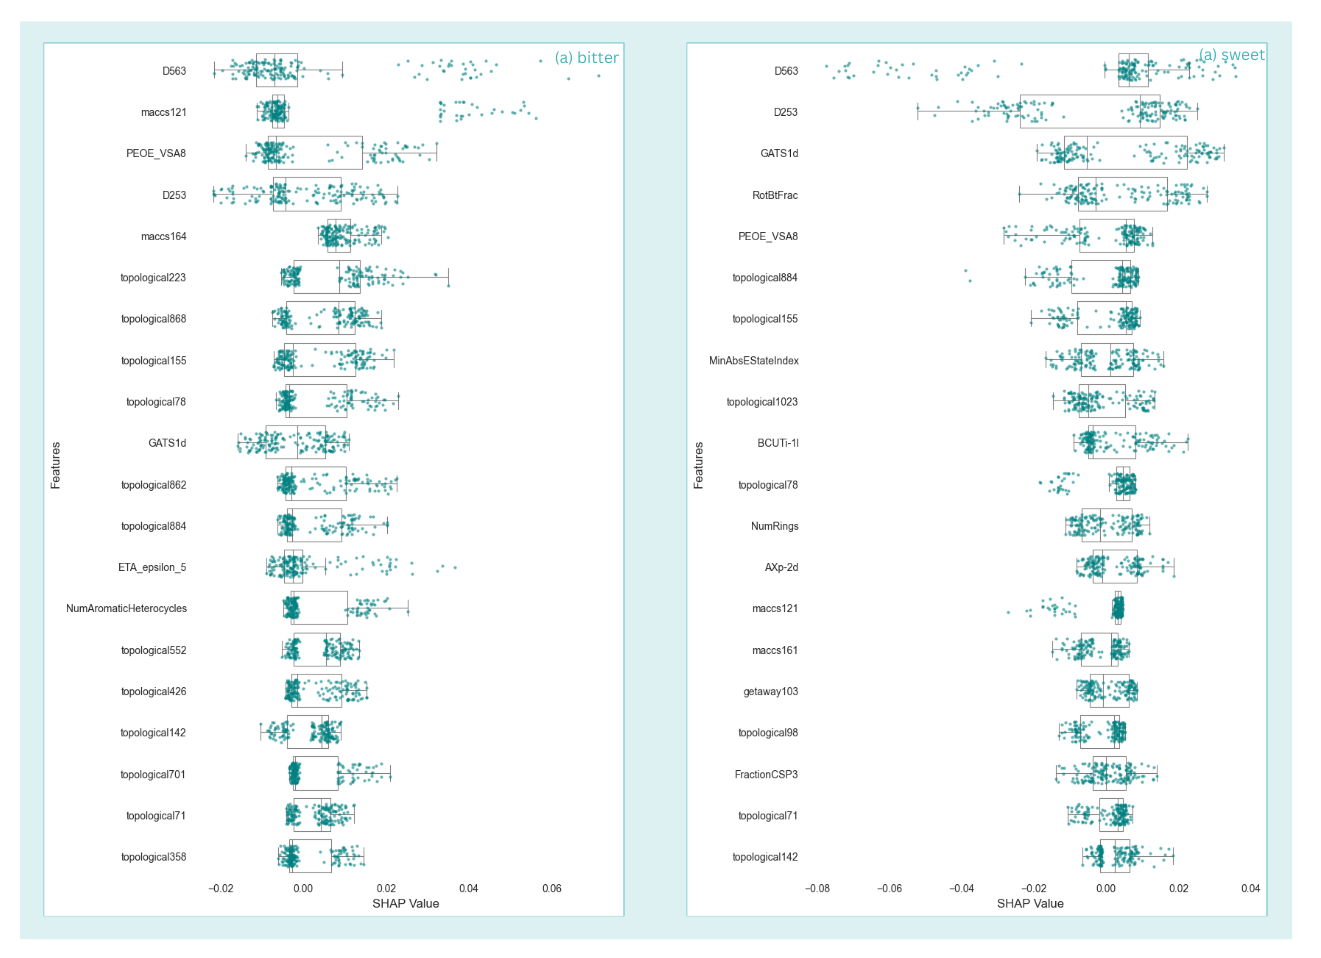 (a) bitter
D563
maccs121
PEOE_VSA8
D253
maccs164
topological223
topological868
topological155
topological78
GATS1d
topological862
topological884
ETA_epsilon_5
NumAromaticHeterocycles
topological552
topological426
topological142
topological701
topological71
topological358
Features
−0.02 0.00 0.02 0.04 0.06
SHAP Value
(a) sweet
D563
D253
GATS1d
RotBtFrac
PEOE_VSA8
topological884
topological155
MinAbsEStateIndex
topological1023
BCUTi-1l
topological78
NumRings
AXp-2d
maccs121
maccs161
getaway103
topological98
FractionCSP3
topological71
topological142
Features
−0.08 −0.06 −0.04 −0.02 0.00 0.02 0.04
SHAP Value